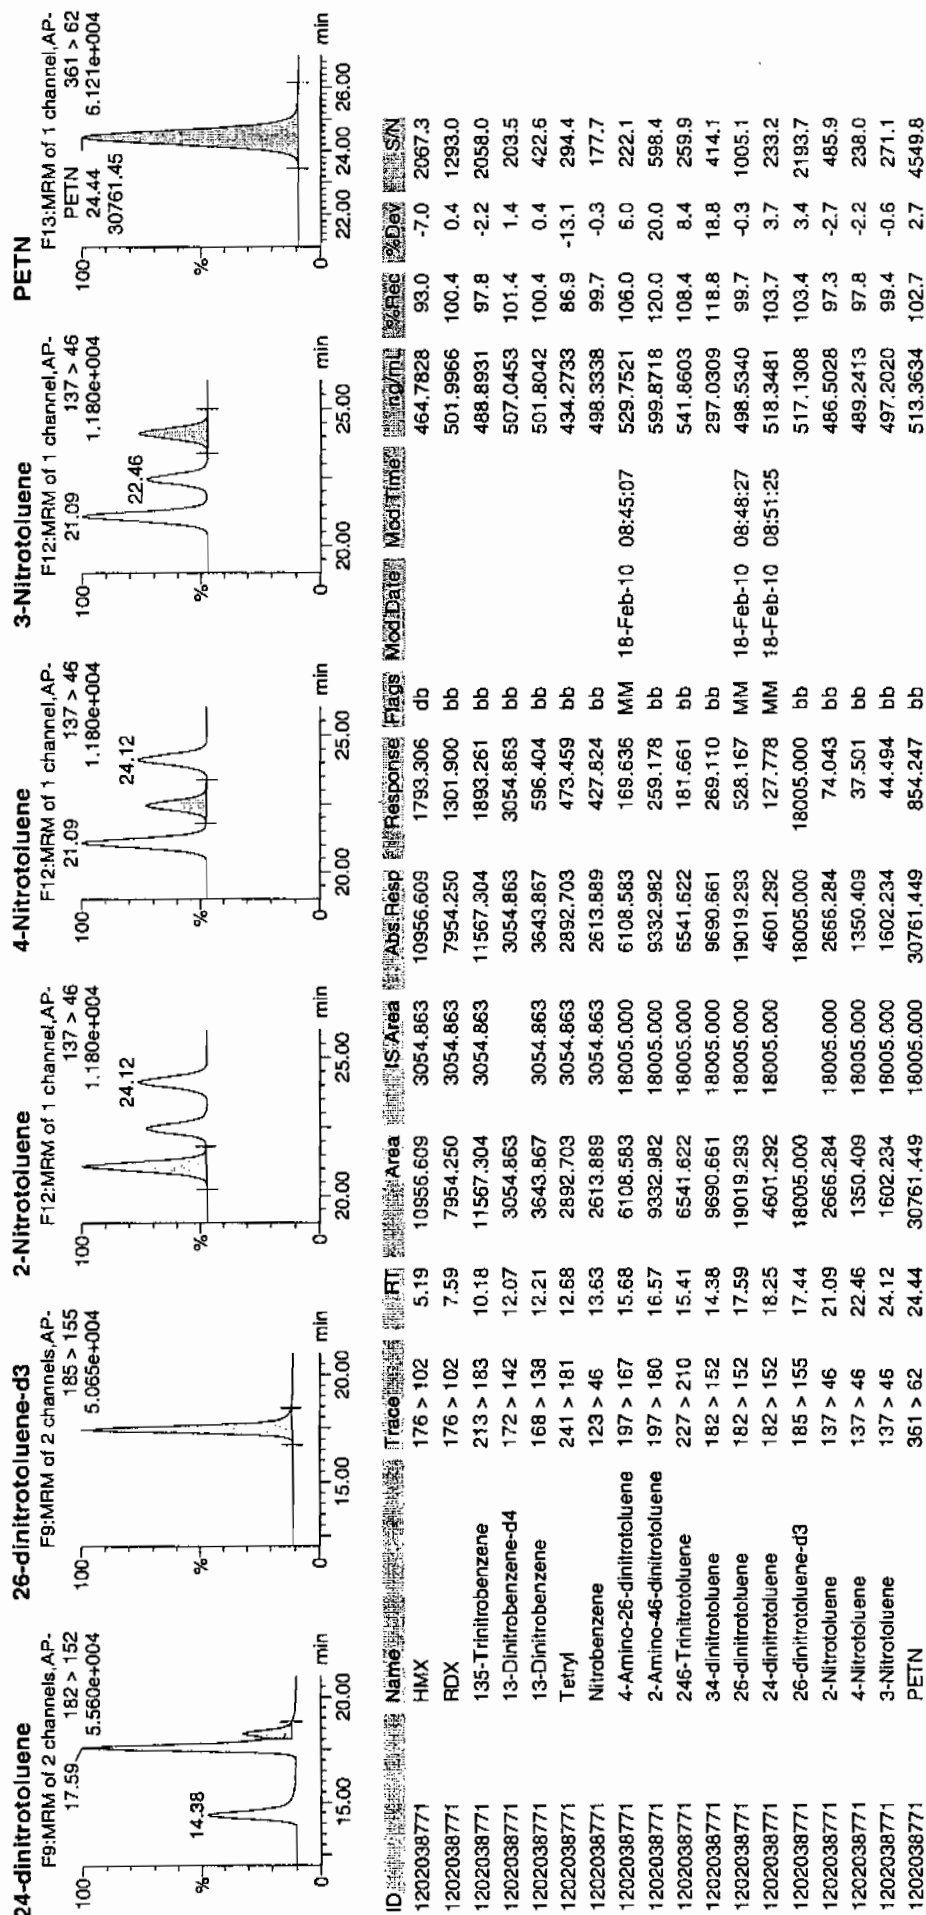 24-dinitrotoluene
F9:MRM of 2 channels,AP-
182 > 152
5.560e+004
17.59
14.38
100
%
0
15.00 20.00 min
26-dinitrotoluene-d3
F9:MRM of 2 channels,AP-
185 > 155
5.065e+004
100
%
0
15.00 20.00 min
2-Nitrotoluene
F12:MRM of 1 channel,AP-
137 > 46
1.180e+004
24.12
100
%
0
20.00 25.00 min
4-Nitrotoluene
F12:MRM of 1 channel,AP-
137 > 46
1.180e+004
21.09
24.12
100
%
0
20.00 25.00 min
3-Nitrotoluene
F12:MRM of 1 channel,AP-
137 > 46
1.180e+004
21.09
22.46
100
%
0
20.00 25.00 min
PETN
F13:MRM of 1 channel,AP-
361 > 62
6.121e+004
PETN
24.44
30761.45
100
%
0
22.00 24.00 26.00 min
ID Name Trace RT Area IS Area Abs.Resp Response Flags Mod.Date Mod.Time ng/mL %Rec %Dev S/N
1202038771 HMX 176 > 102 5.19 10956.609 3054.863 10956.609 1793.306 db 464.7828 93.0 -7.0 2067.3
1202038771 RDX 176 > 102 7.59 7954.250 3054.863 7954.250 1301.900 bb 501.9966 100.4 0.4 1293.0
1202038771 135-Trinitrobenzene 213 > 183 10.18 11567.304 3054.863 11567.304 1893.261 bb 488.8931 97.8 -2.2 2058.0
1202038771 13-Dinitrobenzene-d4 172 > 142 12.07 3054.863 3054.863 3054.863 bb 507.0453 101.4 1.4 203.5
1202038771 13-Dinitrobenzene 168 > 138 12.21 3643.867 3054.863 3643.867 596.404 bb 501.8042 100.4 0.4 422.6
1202038771 Tetryl 241 > 181 12.68 2892.703 3054.863 2892.703 473.459 bb 434.2733 86.9 -13.1 294.4
1202038771 Nirobenzene 123 > 46 13.63 2613.889 3054.863 2613.889 427.824 bb 498.3338 99.7 -0.3 177.7
1202038771 4-Amino-26-dinitrotoluene 197 > 167 15.68 6108.583 18005.000 6108.583 169.636 MM 18-Feb-10 08:45:07 529.7521 106.0 6.0 222.1
1202038771 2-Amino-46-dinitrotoluene 197 > 180 16.57 9332.982 18005.000 9332.982 259.178 bb 599.8718 120.0 20.0 598.4
1202038771 246-Trinitrotoluene 227 > 210 15.41 6541.622 18005.000 6541.622 181.661 bb 541.8603 108.4 8.4 259.9
1202038771 34-dinitrotoluene 182 > 152 14.38 9690.661 18005.000 9690.661 269.110 bb 297.0309 118.8 18.8 414.1
1202038771 26-dinitrotoluene 182 > 152 17.59 19019.293 18005.000 19019.293 528.167 MM 18-Feb-10 08:48:27 498.5340 99.7 -0.3 1005.1
1202038771 24-dinitrotoluene 182 > 152 18.25 4601.292 18005.000 4601.292 127.778 MM 18-Feb-10 08:51:25 518.3481 103.7 3.7 233.2
1202038771 26-dinitrotoluene-d3 185 > 155 17.44 18005.000 18005.000 18005.000 bb 517.1308 103.4 3.4 2193.7
1202038771 2-Nitrotoluene 137 > 46 21.09 2666.284 18005.000 2666.284 74.043 bb 486.5028 97.3 -2.7 485.9
1202038771 4-Nitrotoluene 137 > 46 22.46 1350.409 18005.000 1350.409 37.501 bb 489.2413 97.8 -2.2 238.0
1202038771 3-Nitrotoluene 137 > 46 24.12 1602.234 18005.000 1602.234 44.494 bb 497.2020 99.4 -0.6 271.1
1202038771 PETN 361 > 62 24.44 30761.449 18005.000 30761.449 854.247 bb 513.3634 102.7 2.7 4549.8